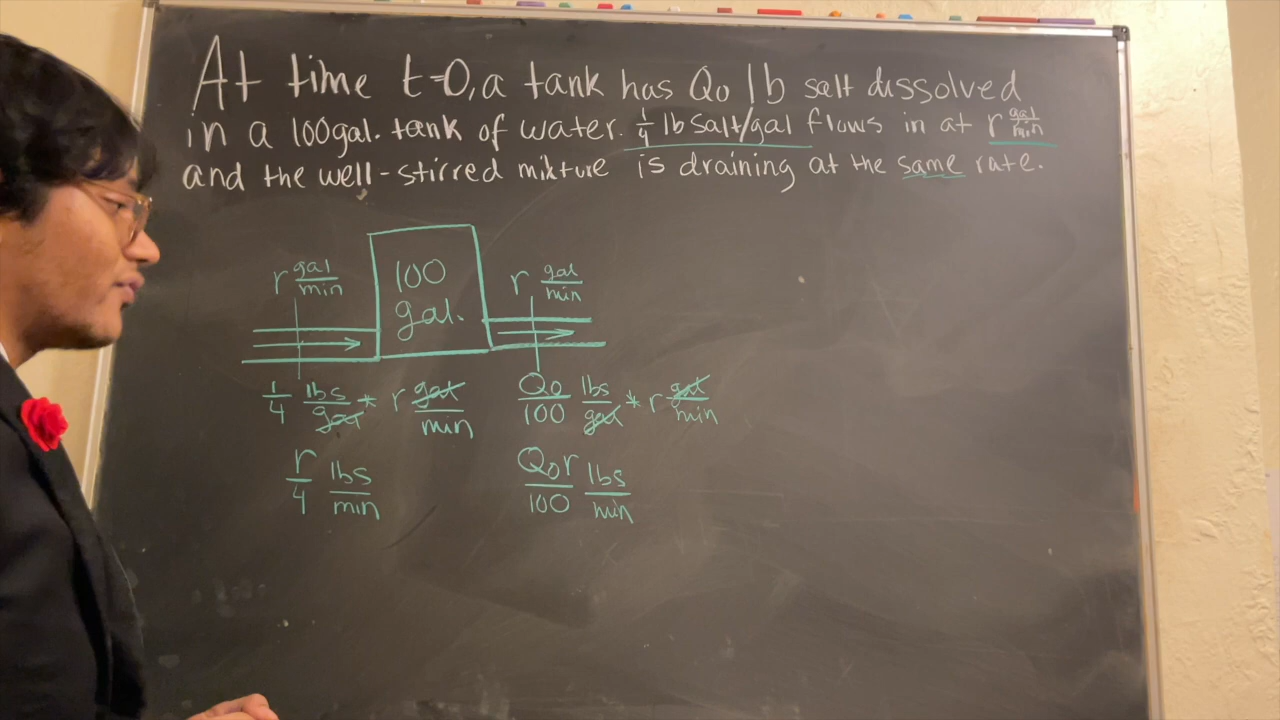 At time t=0, a tank has Q₀ lb salt dissolved
in a 100gal. tank of water. 1/4 lb salt/gal flows in at r gal/min
and the well-stirred mixture is draining at the same rate.
r gal/min 100 gal. r gal/min
1/4 lbs/gal * r gal/min Q₀/100 lbs/gal * r gal/min
r/4 lbs/min Q₀r/100 lbs/min